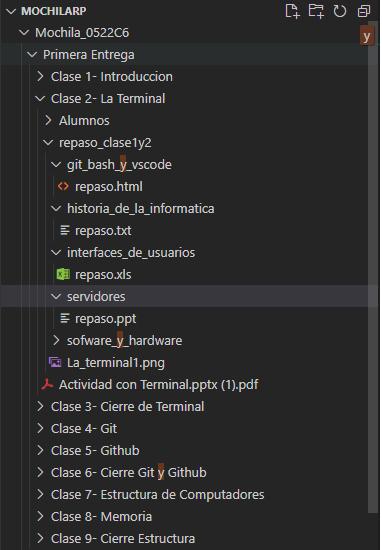 MOCHILARP
Mochila_0522C6
y
Primera Entrega
Clase 1- Introduccion
Clase 2- La Terminal
Alumnos
repaso_clase1y2
git_bash_y_vscode
repaso.html
historia_de_la_informatica
repaso.txt
interfaces_de_usuarios
repaso.xls
servidores
repaso.ppt
sofware_y_hardware
La_terminal1.png
Actividad con Terminal.pptx (1).pdf
Clase 3- Cierre de Terminal
Clase 4- Git
Clase 5- Github
Clase 6- Cierre Git y Github
Clase 7- Estructura de Computadores
Clase 8- Memoria
Clase 9- Cierre Estructura